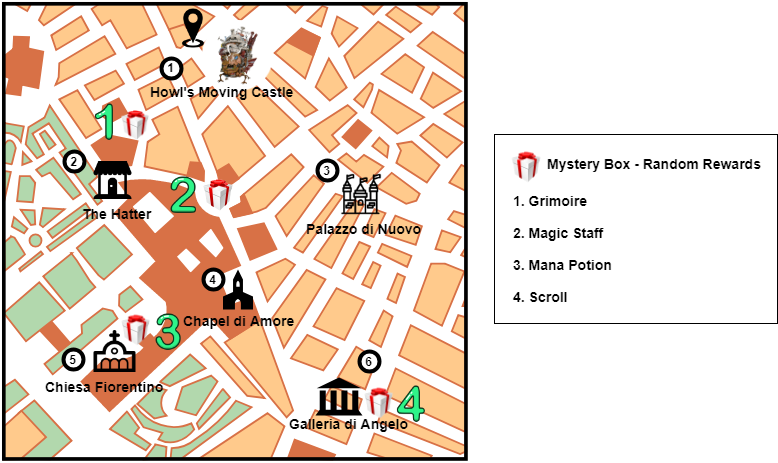 1
Howl's Moving Castle
1
2
The Hatter
2
3
Palazzo di Nuovo
4
Chapel di Amore
3
5
Chiesa Fiorentino
6
4
Galleria di Angelo
Mystery Box - Random Rewards
1. Grimoire
2. Magic Staff
3. Mana Potion
4. Scroll